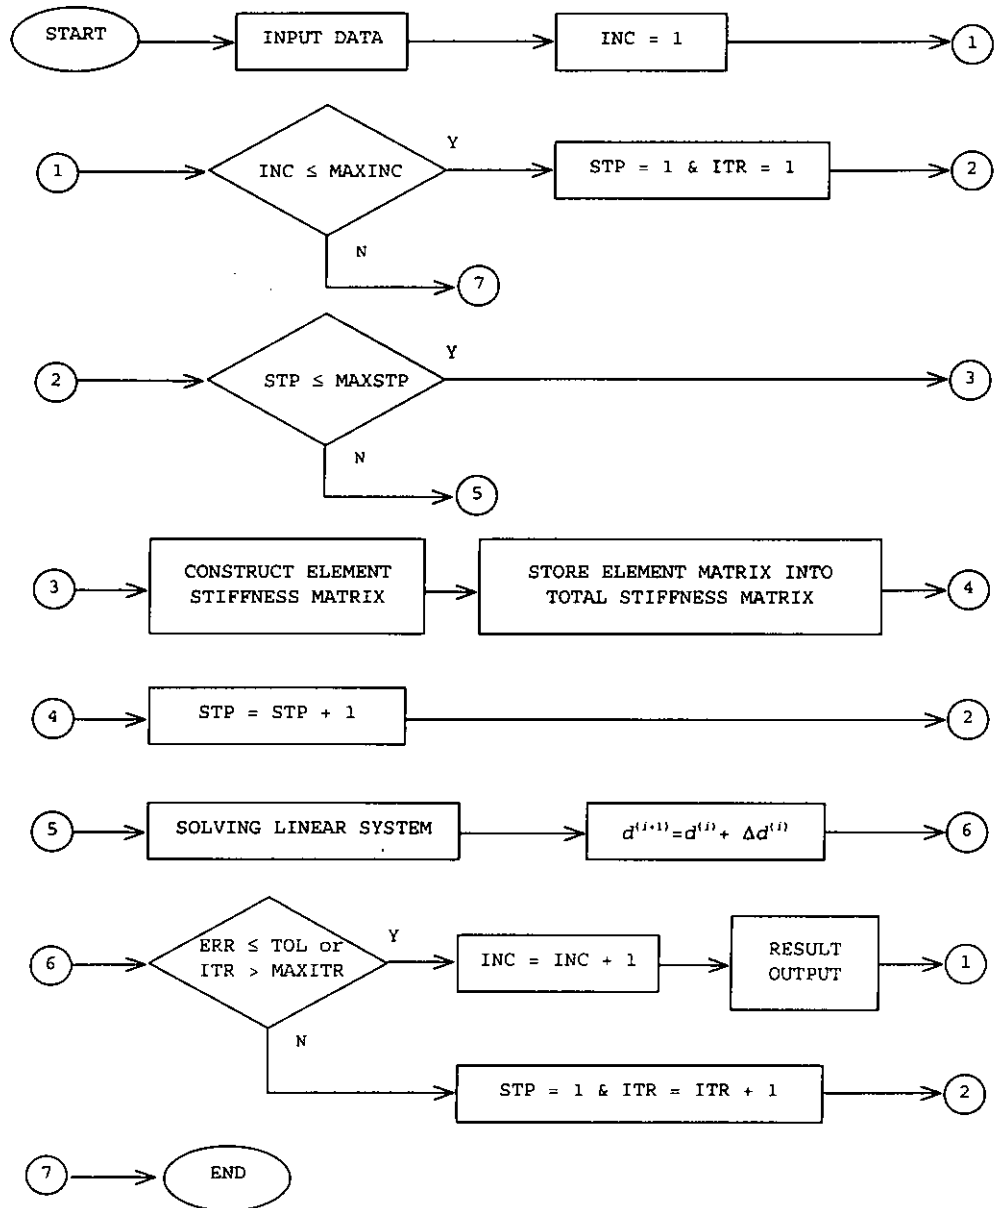 START
INPUT DATA
INC = 1
1
1
INC ≤ MAXINC
Y
STP = 1 & ITR = 1
2
N
7
2
STP ≤ MAXSTP
Y
3
N
5
3
CONSTRUCT ELEMENT
STIFFNESS MATRIX
STORE ELEMENT MATRIX INTO
TOTAL STIFFNESS MATRIX
4
4
STP = STP + 1
2
5
SOLVING LINEAR SYSTEM
d⁽ⁱ⁺¹⁾=d⁽ⁱ⁾+ Δd⁽ⁱ⁾
6
6
ERR ≤ TOL or
ITR > MAXITR
Y
INC = INC + 1
RESULT
OUTPUT
1
N
STP = 1 & ITR = ITR + 1
2
7
END